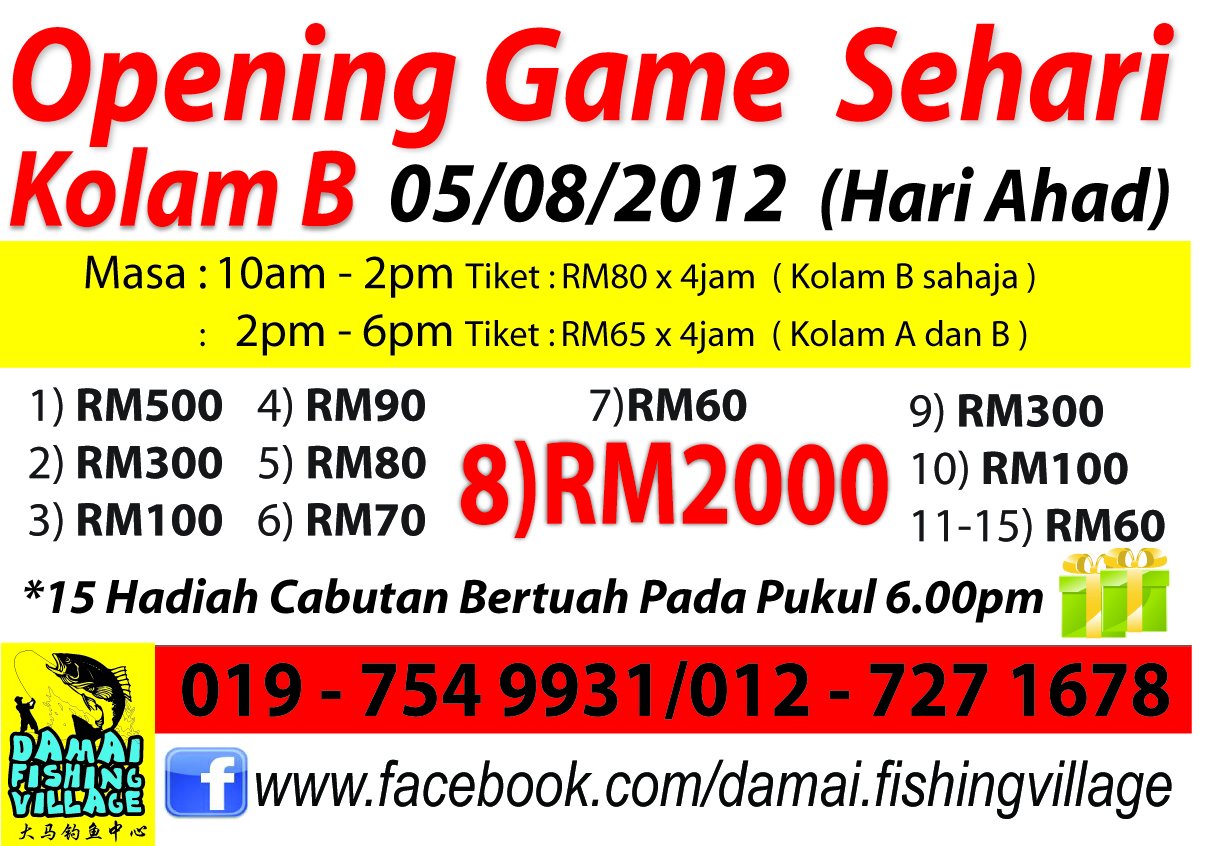 Opening Game Sehari
Kolam B 05/08/2012 (Hari Ahad)
Masa : 10am - 2pm Tiket : RM80 x 4jam ( Kolam B sahaja )
: 2pm - 6pm Tiket : RM65 x 4jam ( Kolam A dan B )
1) RM500 4) RM90 7)RM60 9) RM300
2) RM300 5) RM80 8)RM2000 10) RM100
3) RM100 6) RM70 11-15) RM60
*15 Hadiah Cabutan Bertuah Pada Pukul 6.00pm
019 - 754 9931/012 - 727 1678
DAMAI
FISHING
VILLAGE
大马钓鱼中心
f www.facebook.com/damai.fishingvillage